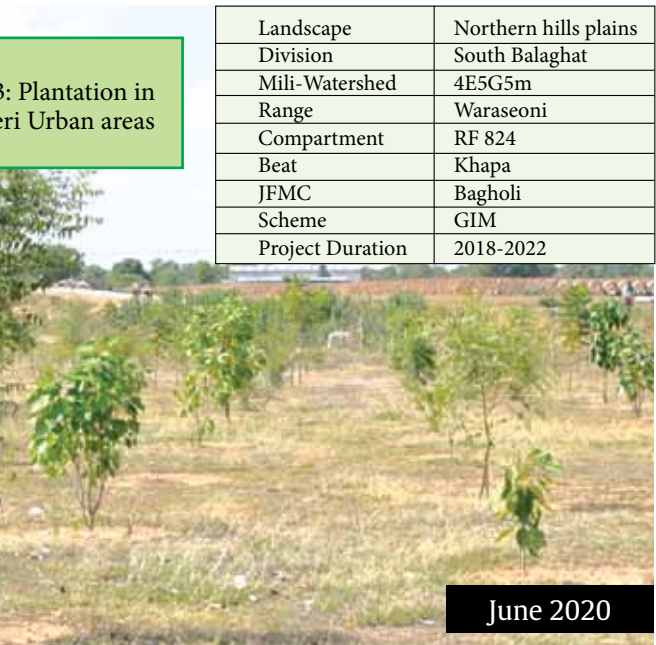 3: Plantation in
eri Urban areas
Landscape Northern hills plains
Division South Balaghat
Mili-Watershed 4E5G5m
Range Waraseoni
Compartment RF 824
Beat Khapa
JFMC Bagholi
Scheme GIM
Project Duration 2018-2022
June 2020